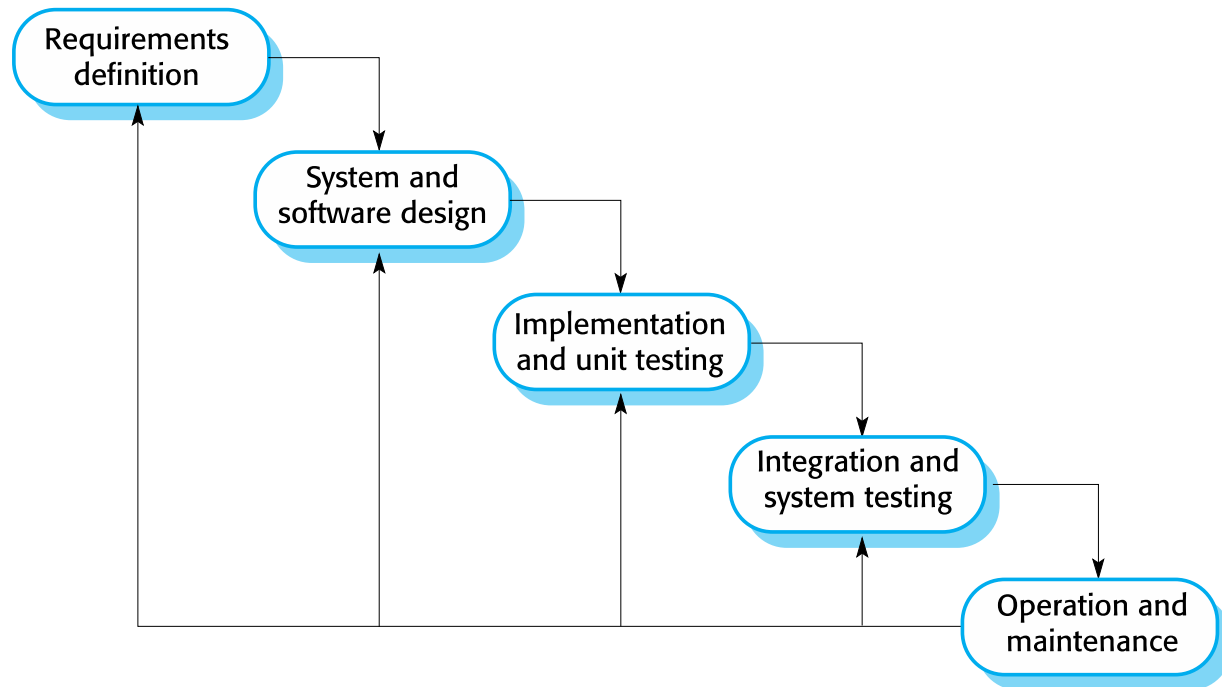 Requirements
definition
System and
software design
Implementation
and unit testing
Integration and
system testing
Operation and
maintenance